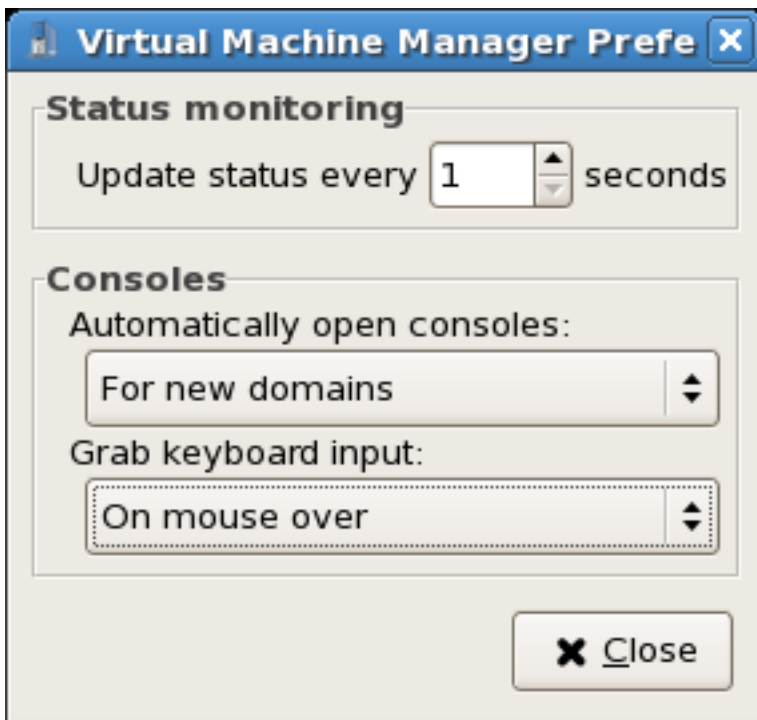 Virtual Machine Manager Prefe
Status monitoring
Update status every 1 seconds
Consoles
Automatically open consoles:
For new domains
Grab keyboard input:
On mouse over
Close